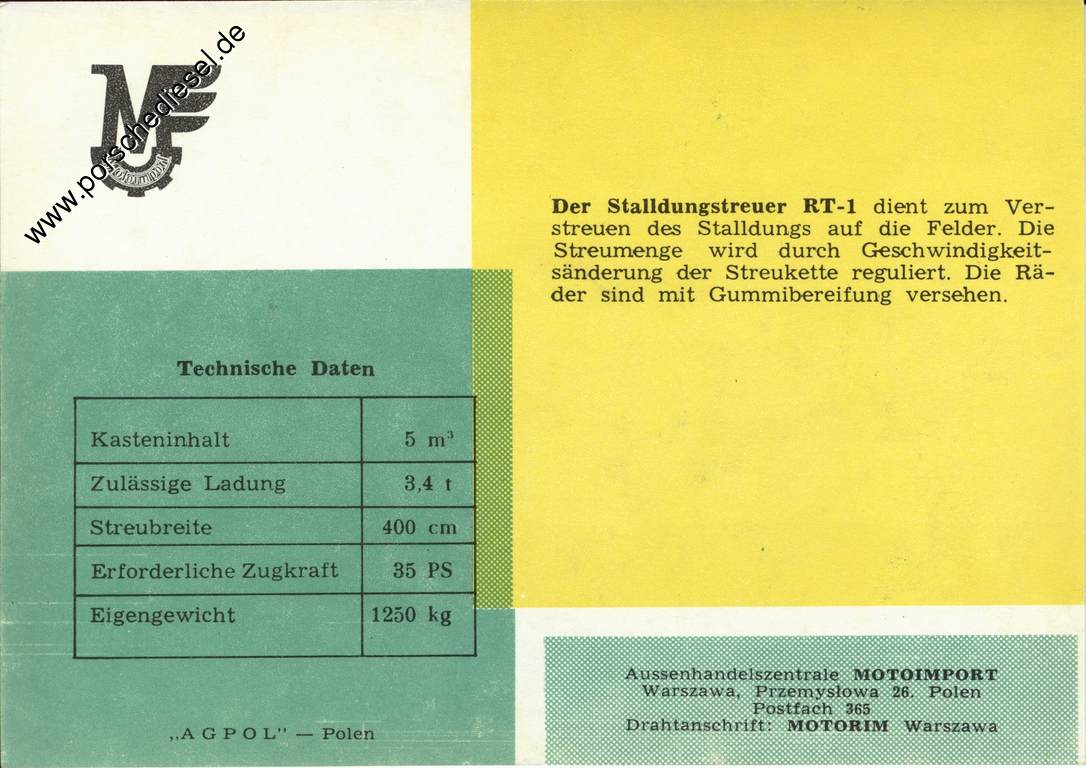 www.porschediesel.de
Der Stalldungstreuer RT-1 dient zum Ver-
streuen des Stalldungs auf die Felder. Die
Streumenge wird durch Geschwindigkeit-
sänderung der Streukette reguliert. Die Rä-
der sind mit Gummibereifung versehen.
Technische Daten
Kasteninhalt 5 m³
Zulässige Ladung 3,4 t
Streubreite 400 cm
Erforderliche Zugkraft 35 PS
Eigengewicht 1250 kg
„AGPOL" — Polen
Aussenhandelszentrale MOTOIMPORT
Warszawa, Przemysłowa 26. Polen
Postfach 365
Drahtanschrift: MOTORIM Warszawa